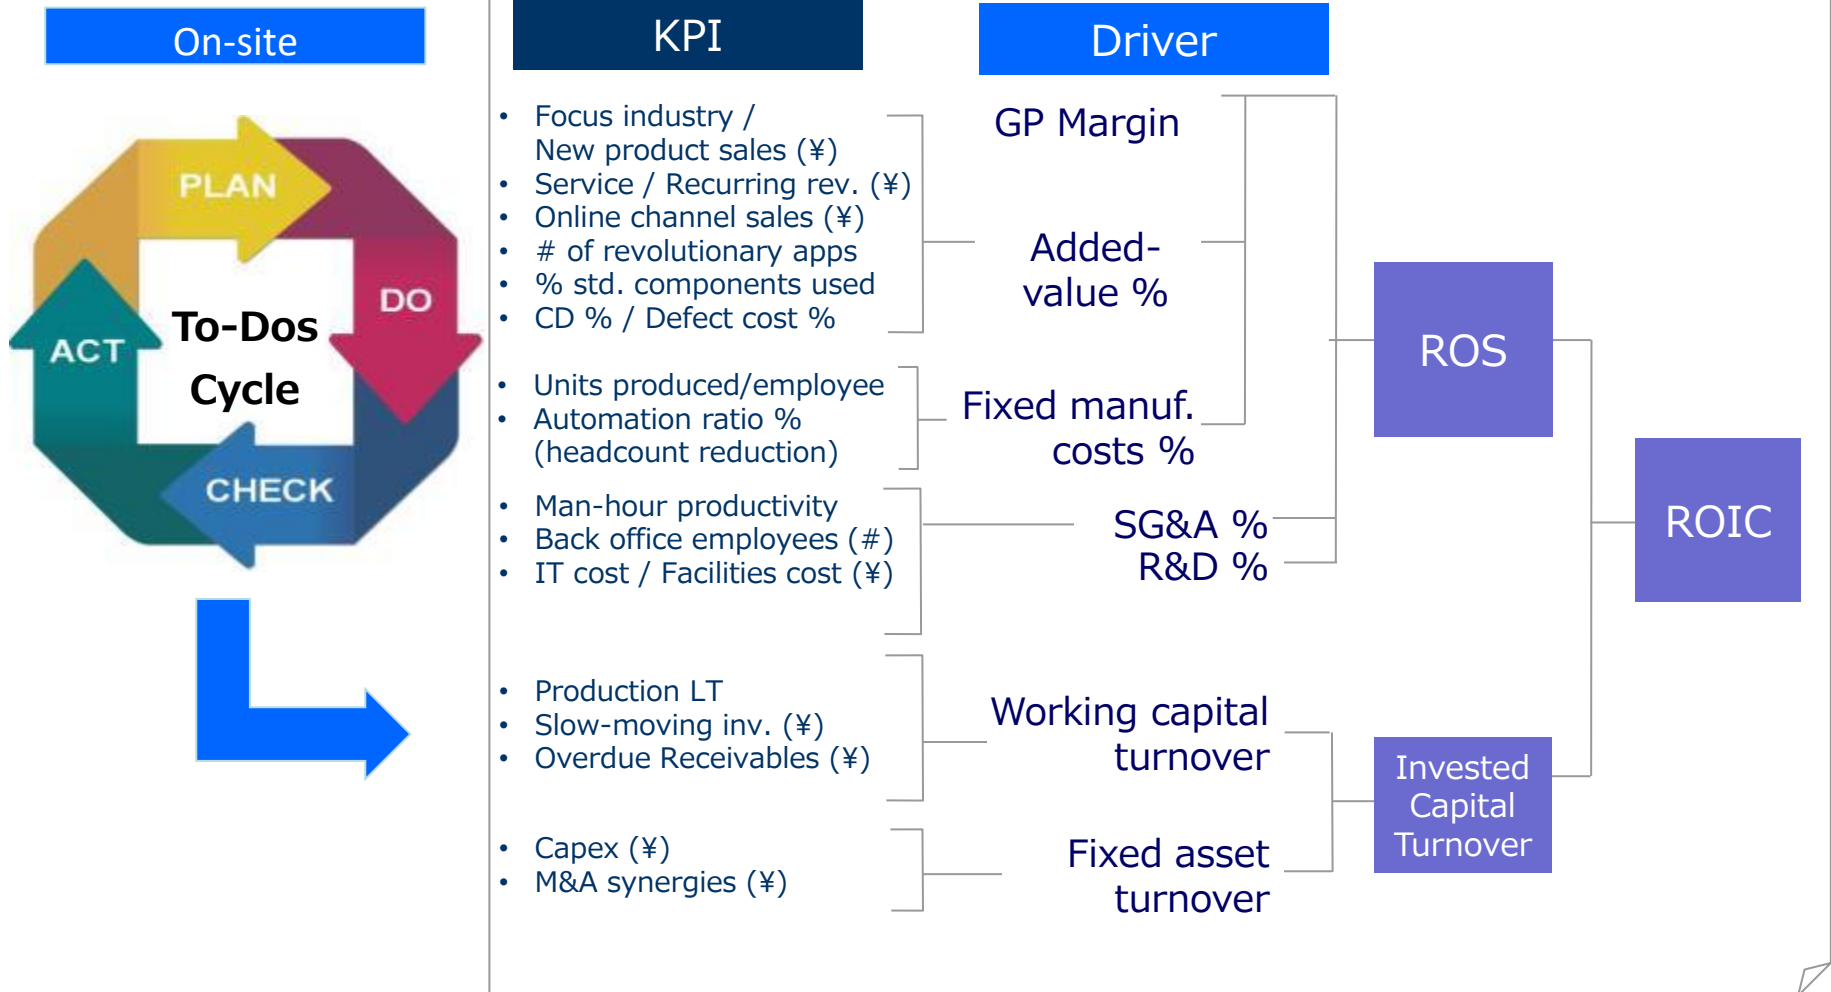 On-site
KPI
Driver
PLAN
DO
ACT
CHECK
To-Dos
Cycle
• Focus industry /
New product sales (¥)
• Service / Recurring rev. (¥)
• Online channel sales (¥)
• # of revolutionary apps
• % std. components used
• CD % / Defect cost %
• Units produced/employee
• Automation ratio %
(headcount reduction)
• Man-hour productivity
• Back office employees (#)
• IT cost / Facilities cost (¥)
• Production LT
• Slow-moving inv. (¥)
• Overdue Receivables (¥)
• Capex (¥)
• M&A synergies (¥)
GP Margin
Added-
value %
Fixed manuf.
costs %
SG&A %
R&D %
Working capital
turnover
Fixed asset
turnover
ROS
Invested
Capital
Turnover
ROIC